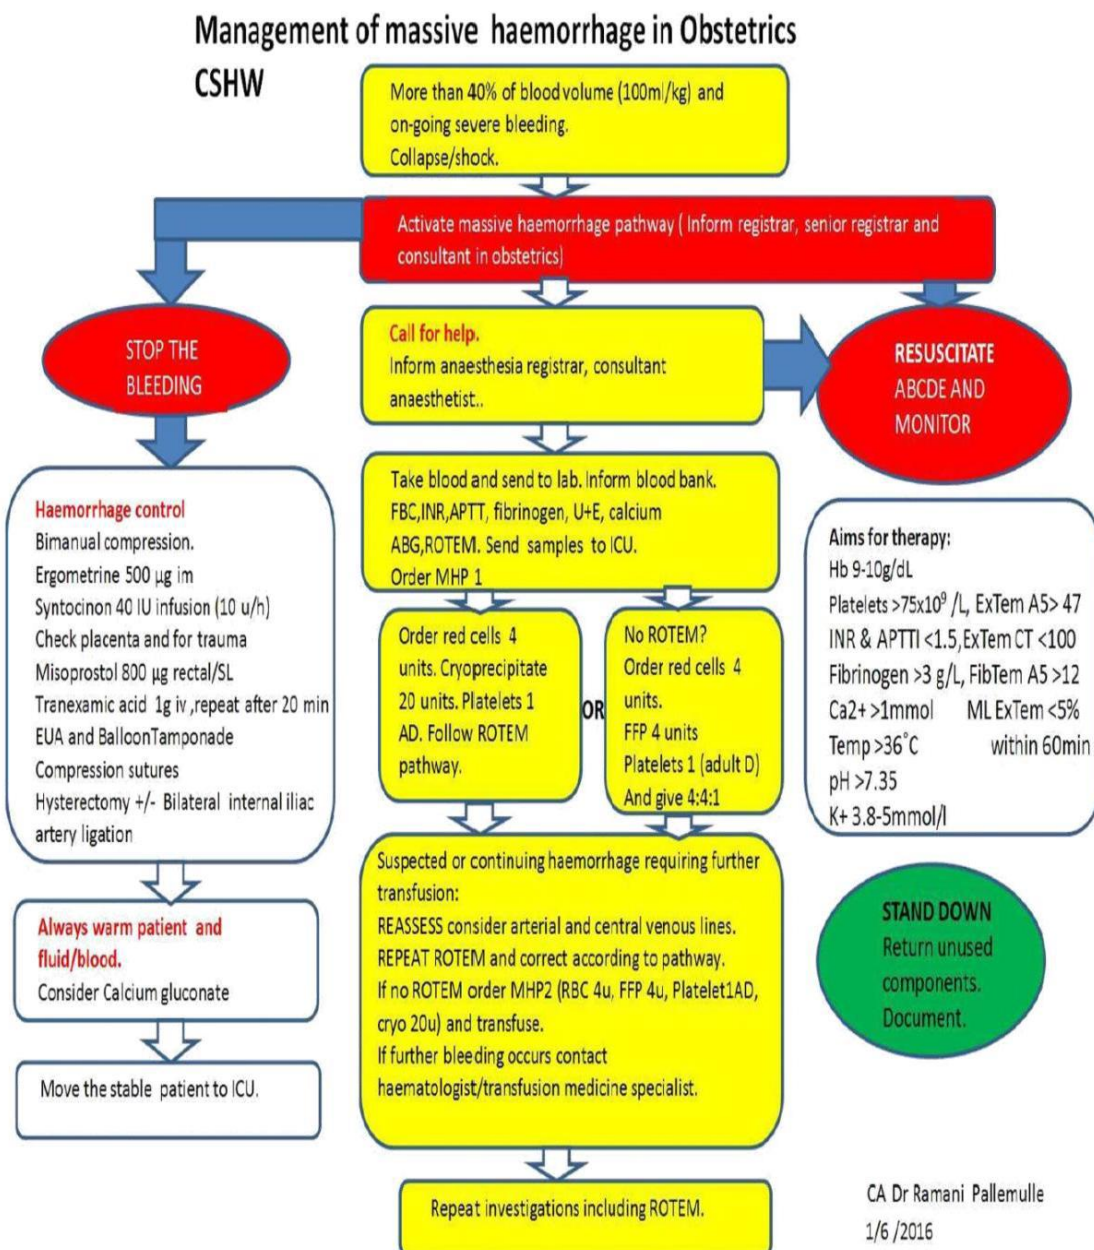 Management of massive haemorrhage in Obstetrics
CSHW
More than 40% of blood volume (100ml/kg) and
on-going severe bleeding.
Collapse/shock.
Activate massive haemorrhage pathway ( Inform registrar, senior registrar and
consultant in obstetrics)
STOP THE
BLEEDING
Call for help.
Inform anaesthesia registrar, consultant
anaesthetist..
RESUSCITATE
ABCDE AND
MONITOR
Haemorrhage control
Bimanual compression.
Ergometrine 500 µg im
Syntocinon 40 IU infusion (10 u/h)
Check placenta and for trauma
Misoprostol 800 µg rectal/SL
Tranexamic acid 1g iv ,repeat after 20 min
EUA and BalloonTamponade
Compression sutures
Hysterectomy +/- Bilateral internal iliac
artery ligation
Always warm patient and
fluid/blood.
Consider Calcium gluconate
Move the stable patient to ICU.
Take blood and send to lab. Inform blood bank.
FBC,INR,APTT, fibrinogen, U+E, calcium
ABG,ROTEM. Send samples to ICU.
Order MHP 1
Order red cells 4
units. Cryoprecipitate
20 units. Platelets 1
AD. Follow ROTEM
pathway.
OR
No ROTEM?
Order red cells 4
units.
FFP 4 units
Platelets 1 (adult D)
And give 4:4:1
Suspected or continuing haemorrhage requiring further
transfusion:
REASSESS consider arterial and central venous lines.
REPEAT ROTEM and correct according to pathway.
If no ROTEM order MHP2 (RBC 4u, FFP 4u, Platelet1AD,
cryo 20u) and transfuse.
If further bleeding occurs contact
haematologist/transfusion medicine specialist.
Repeat investigations including ROTEM.
Aims for therapy:
Hb 9-10g/dL
Platelets >75x10⁹ /L, ExTem A5> 47
INR & APTTI <1.5,ExTem CT <100
Fibrinogen >3 g/L, FibTem A5 >12
Ca2+ >1mmol ML ExTem <5%
Temp >36°C within 60min
pH >7.35
K+ 3.8-5mmol/l
STAND DOWN
Return unused
components.
Document.
CA Dr Ramani Pallemulle
1/6 /2016